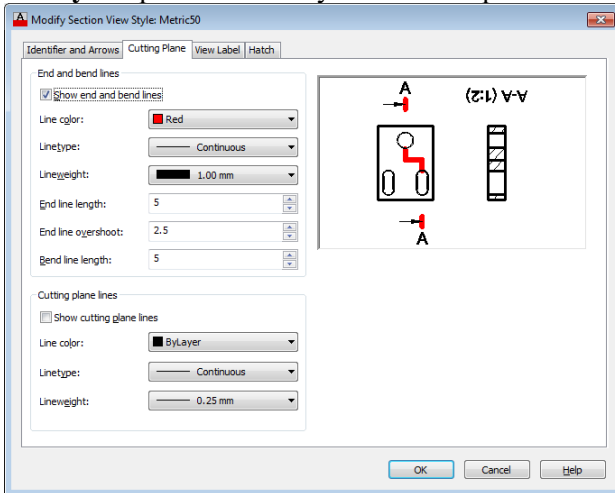 Modify Section View Style: Metric50
Identifier and Arrows
Cutting Plane
View Label
Hatch
End and bend lines
Show end and bend lines
Line color:
Red
Linetype:
Continuous
Lineweight:
1.00 mm
End line length:
5
End line overshoot:
2.5
Bend line length:
5
Cutting plane lines
Show cutting plane lines
Line color:
ByLayer
Linetype:
Continuous
Lineweight:
0.25 mm
A
A-A (1:2)
A
OK
Cancel
Help